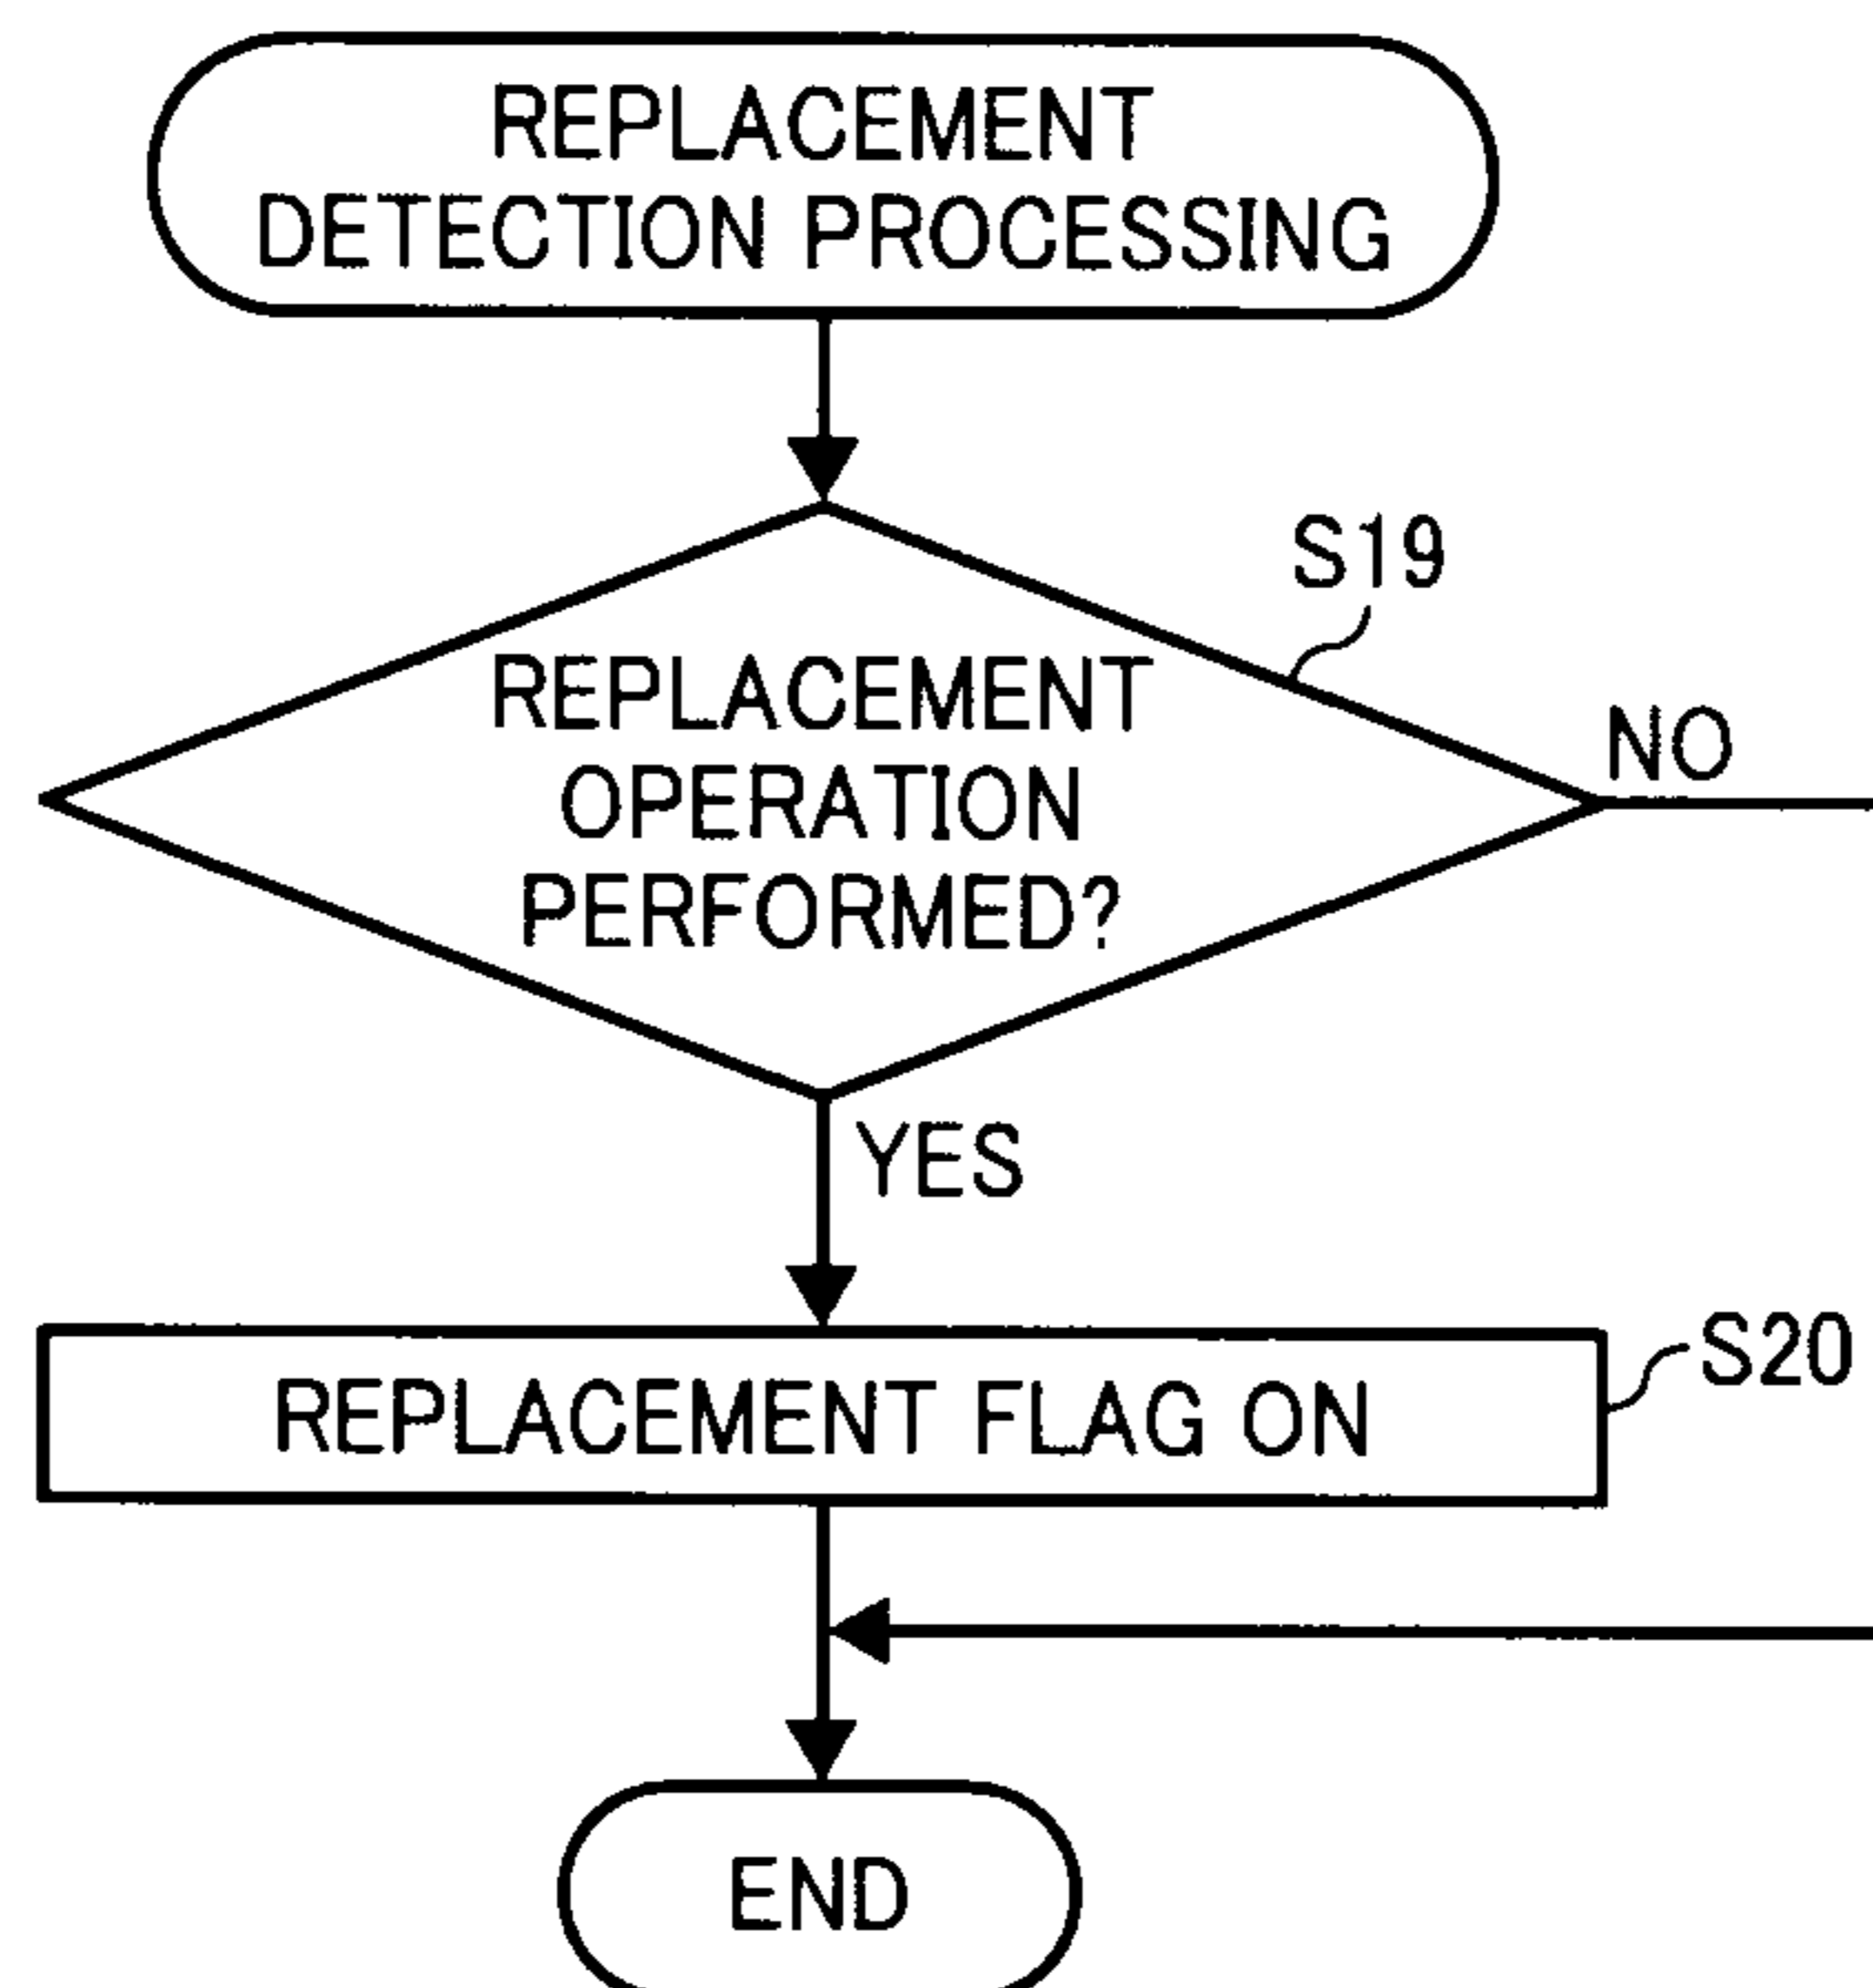 REPLACEMENT
DETECTION PROCESSING
S19
REPLACEMENT
OPERATION
PERFORMED?
NO
YES
REPLACEMENT FLAG ON
S20
END